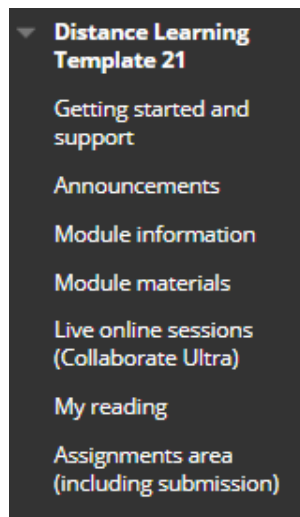 Distance Learning
Template 21
Getting started and
support
Announcements
Module information
Module materials
Live online sessions
(Collaborate Ultra)
My reading
Assignments area
(including submission)